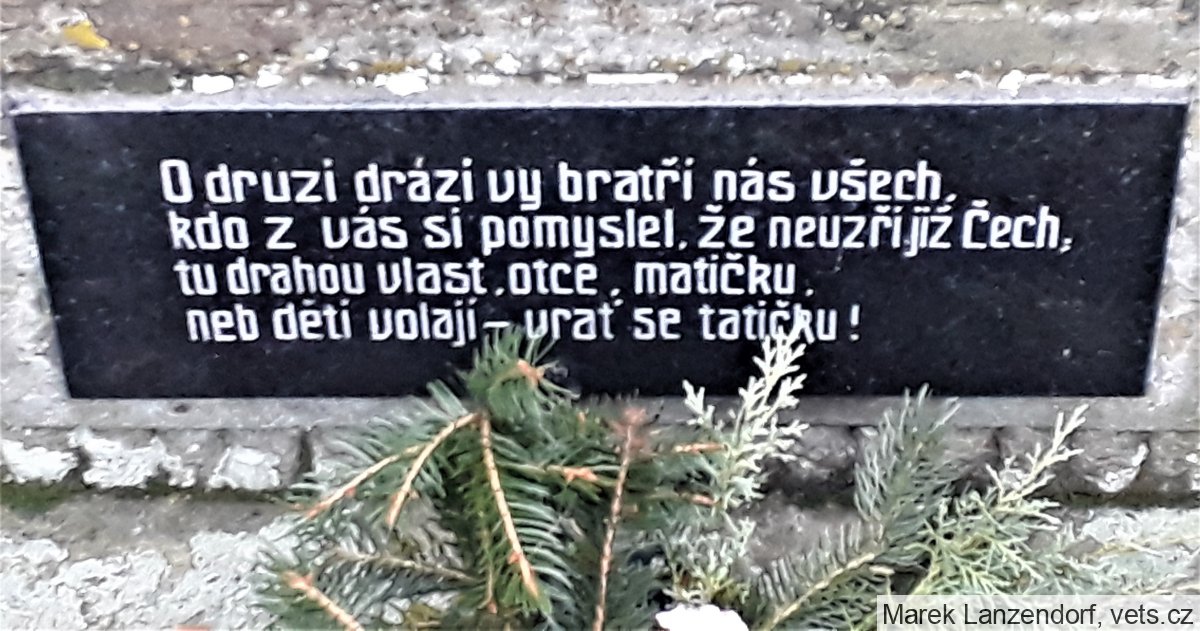 O druzi drází vy bratři nás všech,
kdo z vás si pomyslel, že neuzří již Čech,
tu drahou vlast, otce, matičku,
neb děti volají – vrať se tatíčku!
Marek Lanzendorf, vets.cz